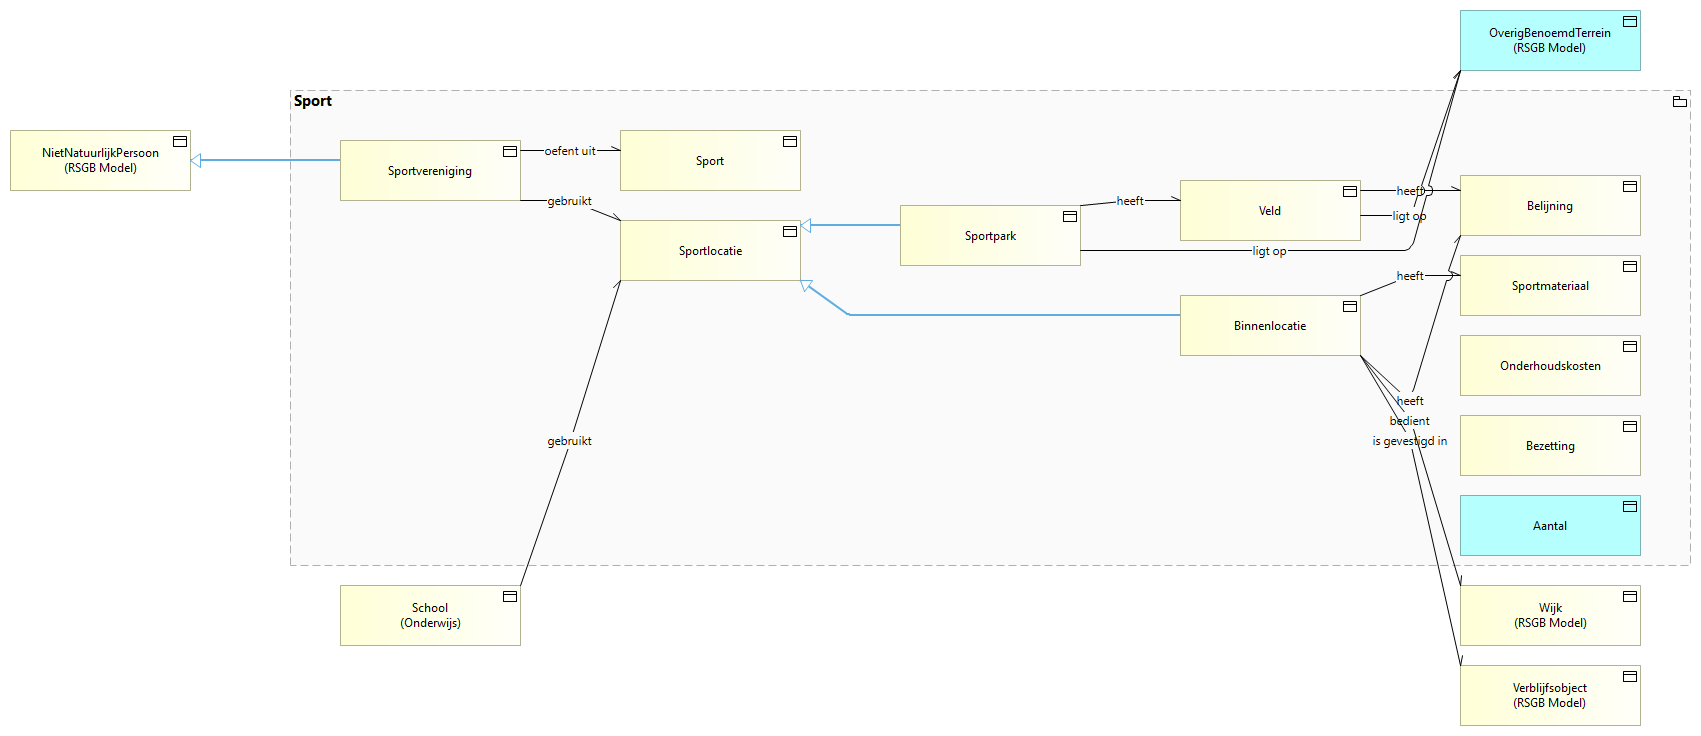 OverigBenoemdTerrein
(RSGB Model)
Sport
NietNatuurlijkPersoon
(RSGB Model)
Sportvereniging
oefent uit
Sport
gebruikt
Sportlocatie
Sportpark
heeft
Veld
heeft
ligt op
Belijning
ligt op
heeft
Sportmateriaal
Binnenlocatie
Onderhoudskosten
heeft
bedient
is gevestigd in
gebruikt
Bezetting
Aantal
School
(Onderwijs)
Wijk
(RSGB Model)
Verblijfsobject
(RSGB Model)